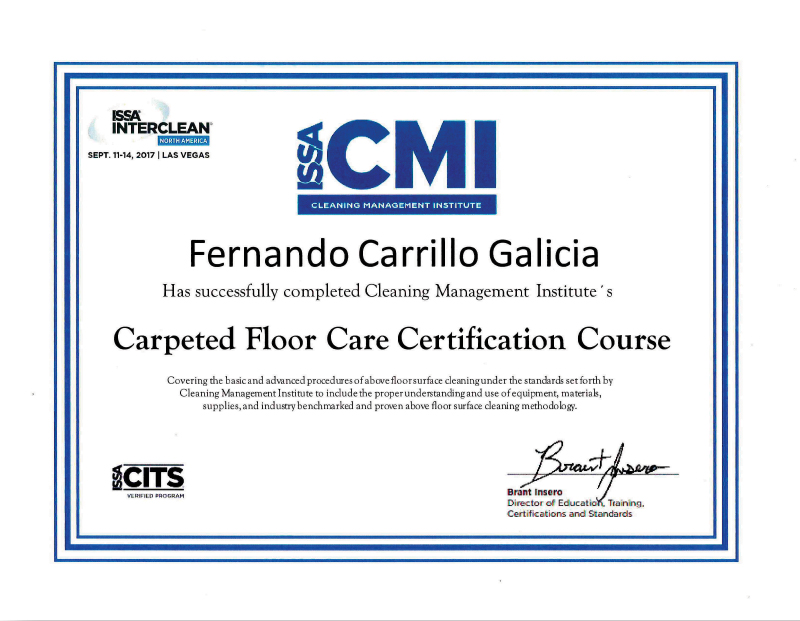 ISSA
INTERCLEAN
NORTH AMERICA
SEPT. 11-14, 2017 | LAS VEGAS
ISSA CMI
CLEANING MANAGEMENT INSTITUTE
Fernando Carrillo Galicia
Has successfully completed Cleaning Management Institute´s
Carpeted Floor Care Certification Course
Covering the basic and advanced procedures of above floor surface cleaning under the standards set forth by
Cleaning Management Institute to include the proper understanding and use of equipment, materials,
supplies, and industry benchmarked and proven above floor surface cleaning methodology.
ISSA CITS
VERIFIED PROGRAM
Brant Insero
Brant Insero
Director of Education, Training,
Certifications and Standards